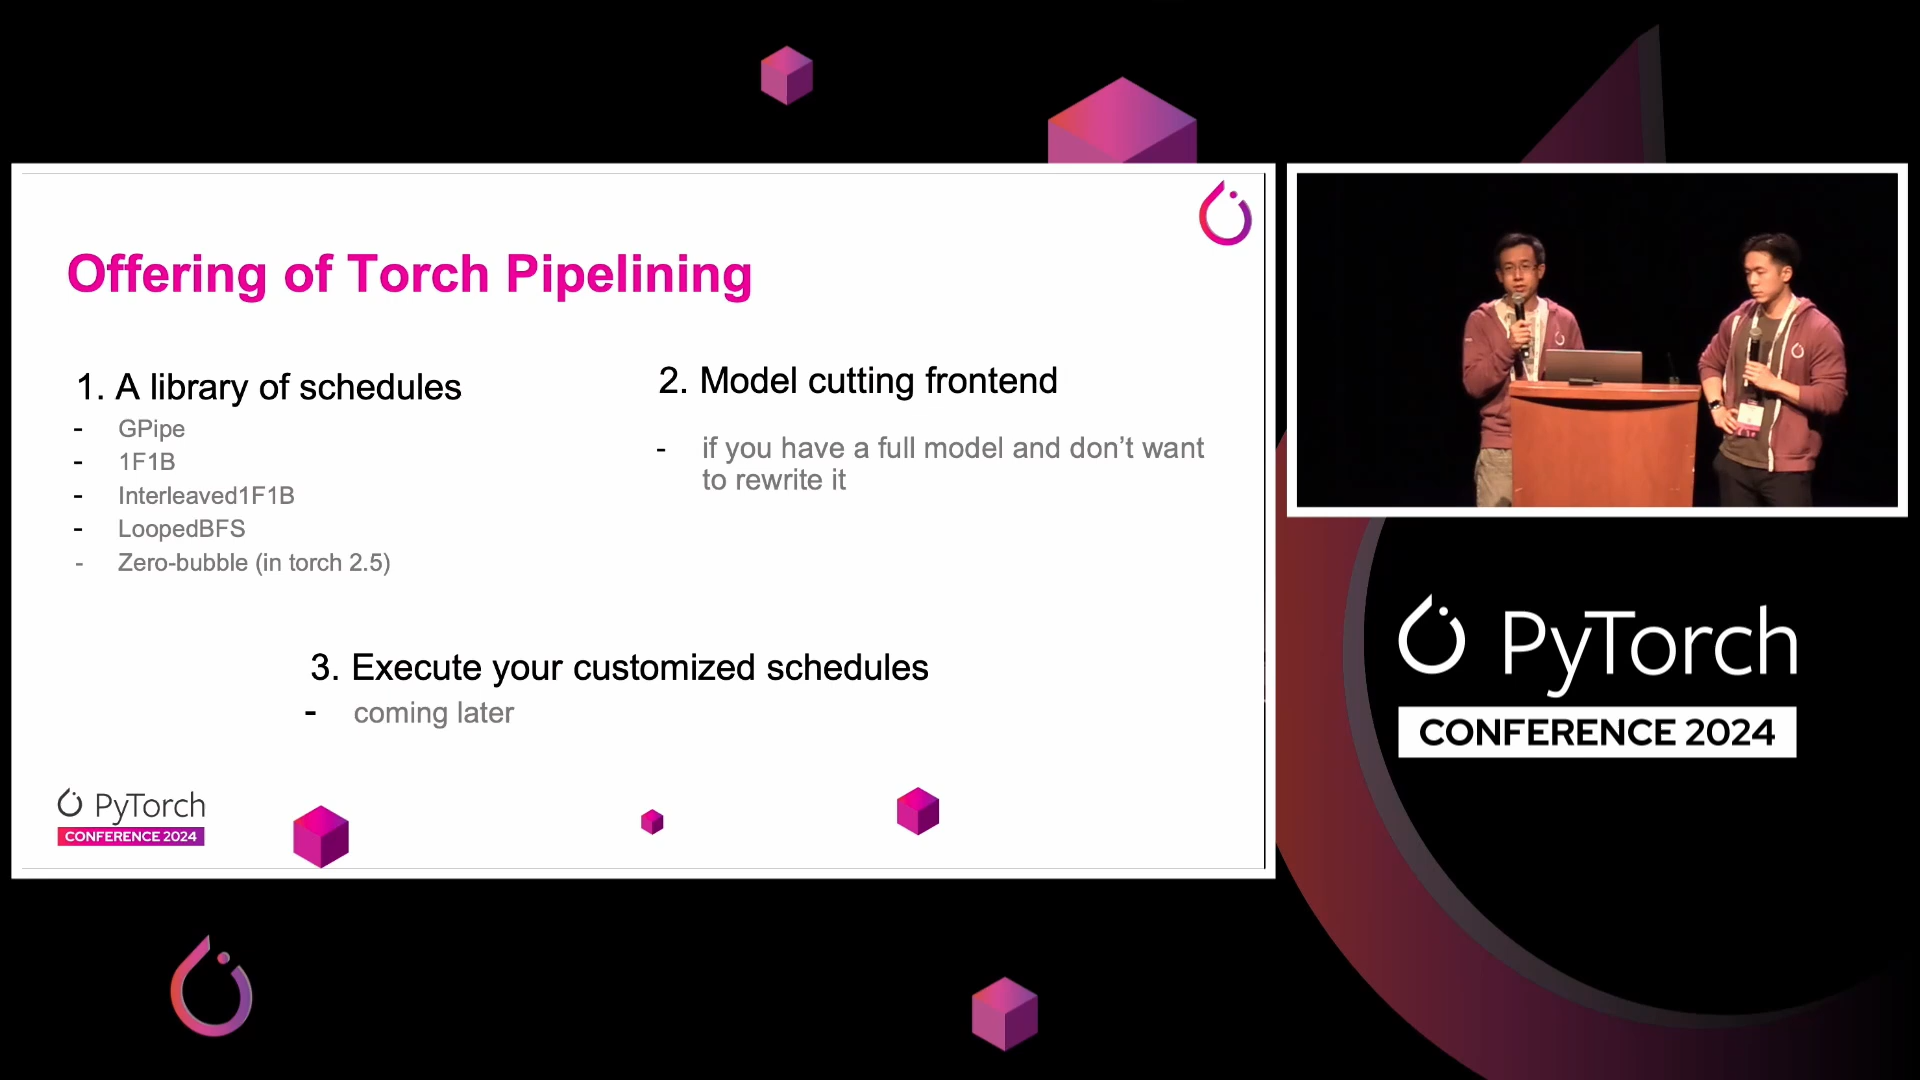 Offering of Torch Pipelining
1. A library of schedules
- GPipe
- 1F1B
- Interleaved1F1B
- LoopedBFS
- Zero-bubble (in torch 2.5)
2. Model cutting frontend
- if you have a full model and don’t want
to rewrite it
3. Execute your customized schedules
- coming later
PyTorch
CONFERENCE 2024
PyTorch
CONFERENCE 2024